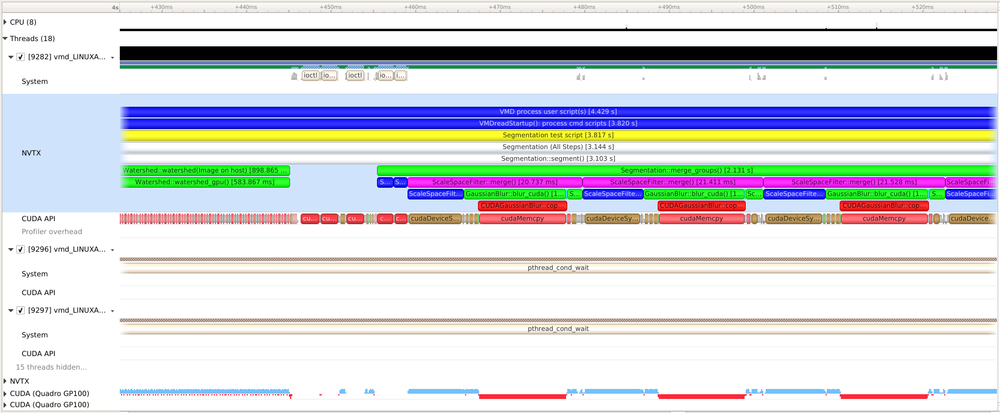 4s +430ms +440ms +450ms +460ms +470ms +480ms +490ms +500ms +510ms +520ms
CPU (8)
Threads (18)
[9282] vmd_LINUXA...
System
ioctl io... ioctl io... i...
NVTX
VMD process user script(s) [4.429 s]
VMDreadStartup(): process cmd scripts [3.820 s]
Segmentation test script [3.817 s]
Segmentation (All Steps) [3.144 s]
Segmentation::segment() [3.103 s]
Watershed::watershed(Image on host) [898.865 ... Segmentation::merge_groups() [2.131 s]
Watershed::watershed_gpu() [583.867 ms] S... S... ScaleSpaceFilter::merge() [20.737 ms] ScaleSpaceFilter::merge() [21.411 ms] ScaleSpaceFilter::merge() [21.528 ms] ScaleSpaceFi...
ScaleSpaceFilt... GaussianBlur::blur_cuda() [1... S... ScaleSpaceFilte... GaussianBlur::blur_cuda() [1... Sc... ScaleSpaceFilte... GaussianBlur::blur_cuda() [1... S... ScaleSpaceFi...
CUDAGaussianBlur::cop... CUDAGaussianBlur::cop... CUDAGaussianBlur::cop...
CUDA API
cu... cu... cu... c... c... cudaDeviceS... cudaMemcpy cudaDeviceSy... cudaMemcpy cudaDeviceSy... cudaMemcpy cudaDevice...
Profiler overhead
[9296] vmd_LINUXA...
System
pthread_cond_wait
CUDA API
[9297] vmd_LINUXA...
System
pthread_cond_wait
CUDA API
15 threads hidden...
NVTX
CUDA (Quadro GP100)
CUDA (Quadro GP100)